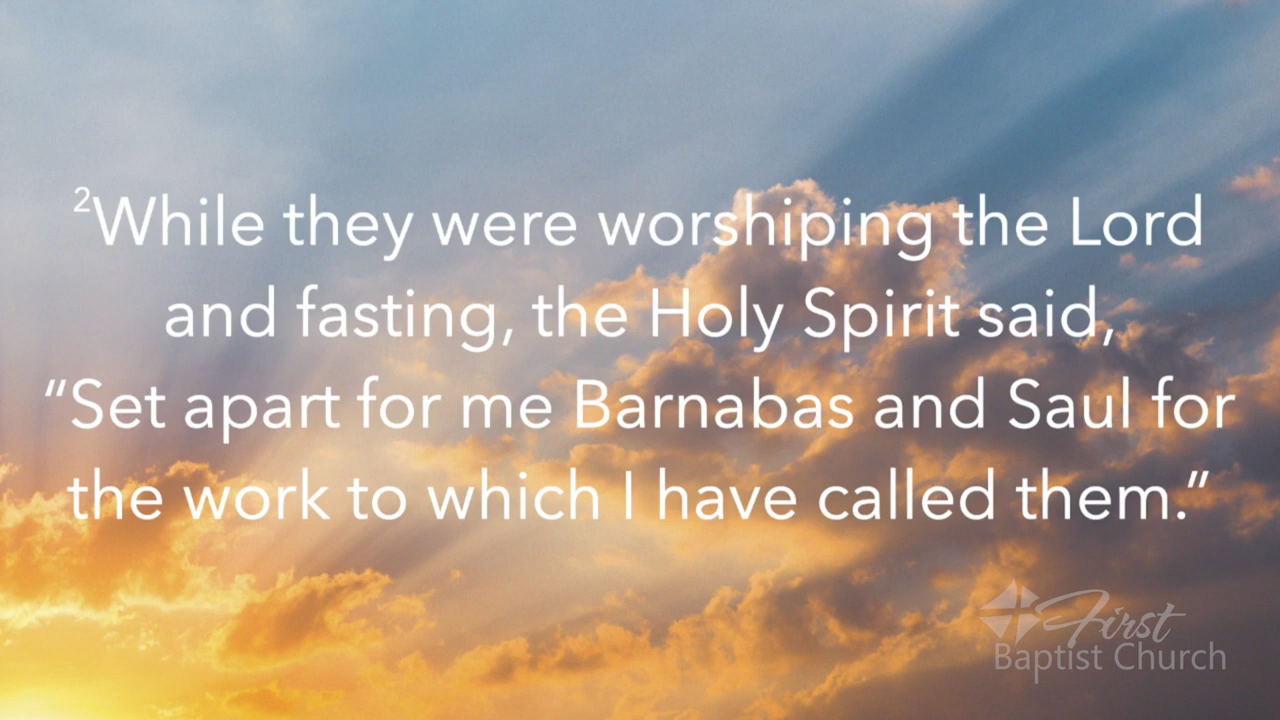 ²While they were worshiping the Lord
and fasting, the Holy Spirit said,
“Set apart for me Barnabas and Saul for
the work to which I have called them.”
First
Baptist Church